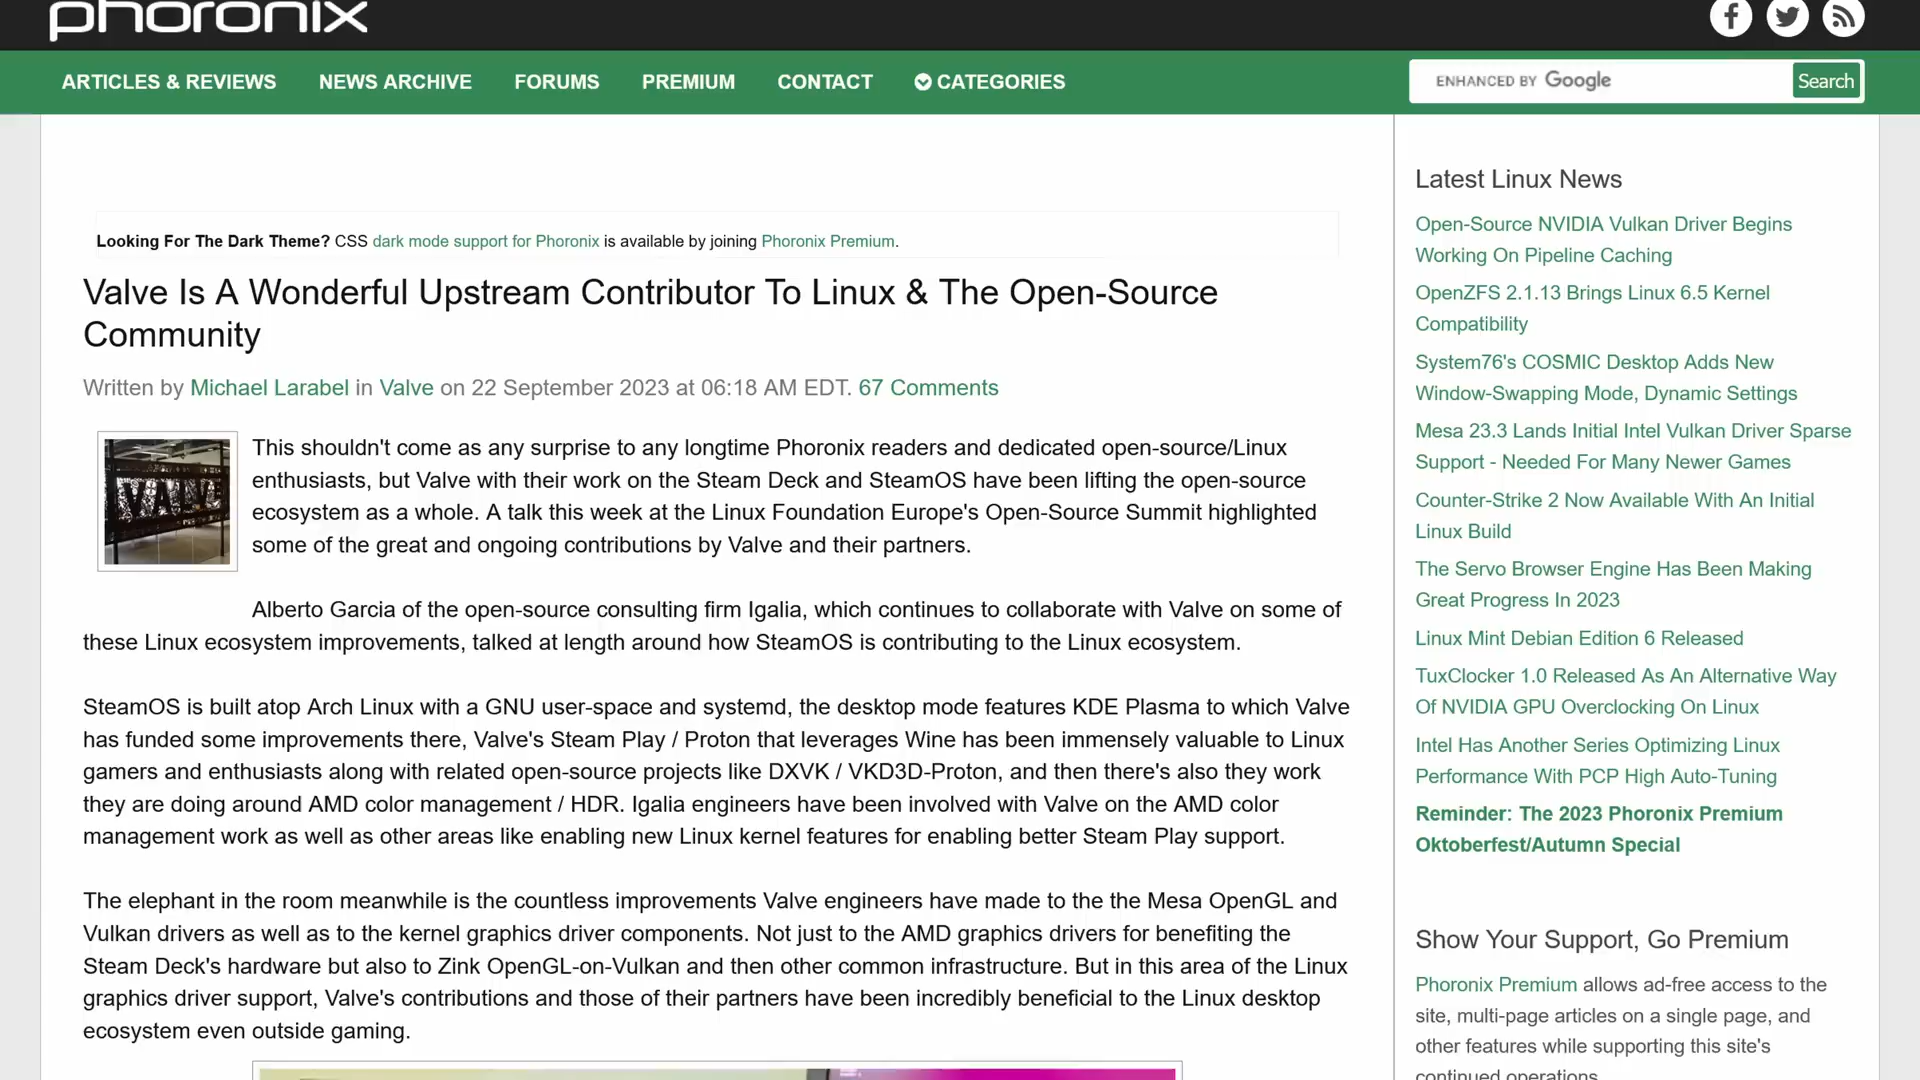 phoronix
ARTICLES & REVIEWS
NEWS ARCHIVE
FORUMS
PREMIUM
CONTACT
CATEGORIES
ENHANCED BY Google
Search
Looking For The Dark Theme? CSS dark mode support for Phoronix is available by joining Phoronix Premium.
Valve Is A Wonderful Upstream Contributor To Linux & The Open-Source
Community
Written by Michael Larabel in Valve on 22 September 2023 at 06:18 AM EDT. 67 Comments
VALVE
This shouldn't come as any surprise to any longtime Phoronix readers and dedicated open-source/Linux
enthusiasts, but Valve with their work on the Steam Deck and SteamOS have been lifting the open-source
ecosystem as a whole. A talk this week at the Linux Foundation Europe's Open-Source Summit highlighted
some of the great and ongoing contributions by Valve and their partners.
Alberto Garcia of the open-source consulting firm Igalia, which continues to collaborate with Valve on some of
these Linux ecosystem improvements, talked at length around how SteamOS is contributing to the Linux ecosystem.
SteamOS is built atop Arch Linux with a GNU user-space and systemd, the desktop mode features KDE Plasma to which Valve
has funded some improvements there, Valve's Steam Play / Proton that leverages Wine has been immensely valuable to Linux
gamers and enthusiasts along with related open-source projects like DXVK / VKD3D-Proton, and then there's also they work
they are doing around AMD color management / HDR. Igalia engineers have been involved with Valve on the AMD color
management work as well as other areas like enabling new Linux kernel features for enabling better Steam Play support.
The elephant in the room meanwhile is the countless improvements Valve engineers have made to the the Mesa OpenGL and
Vulkan drivers as well as to the kernel graphics driver components. Not just to the AMD graphics drivers for benefiting the
Steam Deck's hardware but also to Zink OpenGL-on-Vulkan and then other common infrastructure. But in this area of the Linux
graphics driver support, Valve's contributions and those of their partners have been incredibly beneficial to the Linux desktop
ecosystem even outside gaming.
Latest Linux News
Open-Source NVIDIA Vulkan Driver Begins
Working On Pipeline Caching
OpenZFS 2.1.13 Brings Linux 6.5 Kernel
Compatibility
System76's COSMIC Desktop Adds New
Window-Swapping Mode, Dynamic Settings
Mesa 23.3 Lands Initial Intel Vulkan Driver Sparse
Support - Needed For Many Newer Games
Counter-Strike 2 Now Available With An Initial
Linux Build
The Servo Browser Engine Has Been Making
Great Progress In 2023
Linux Mint Debian Edition 6 Released
TuxClocker 1.0 Released As An Alternative Way
Of NVIDIA GPU Overclocking On Linux
Intel Has Another Series Optimizing Linux
Performance With PCP High Auto-Tuning
Reminder: The 2023 Phoronix Premium
Oktoberfest/Autumn Special
Show Your Support, Go Premium
Phoronix Premium allows ad-free access to the
site, multi-page articles on a single page, and
other features while supporting this site's
continued operations.